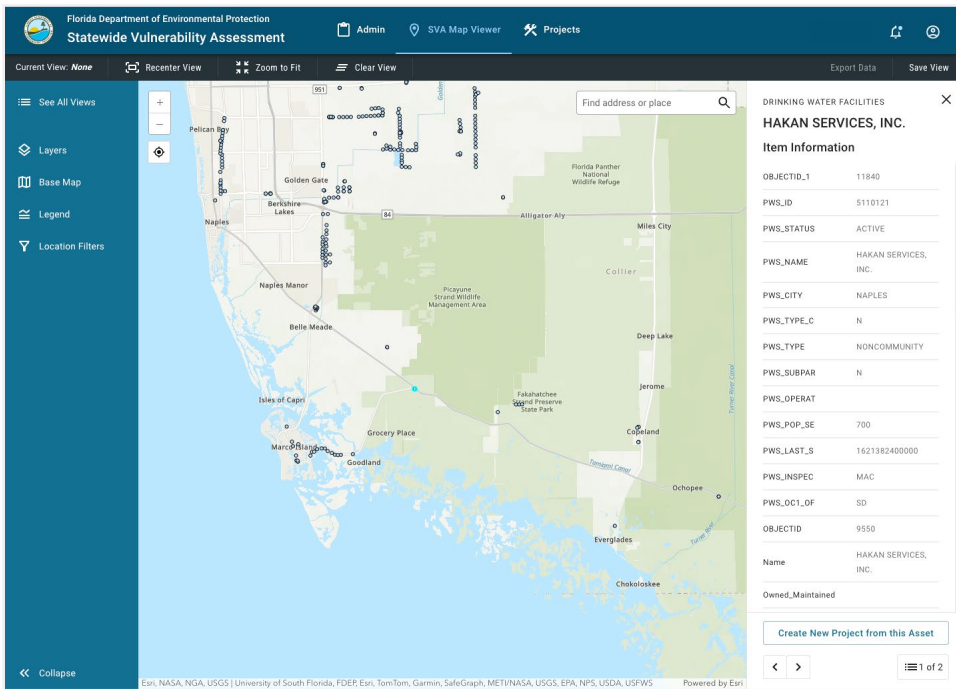 Florida Department of Environmental Protection
Statewide Vulnerability Assessment
Admin
SVA Map Viewer
Projects
Current View: None
Recenter View
Zoom to Fit
Clear View
Export Data
Save View
See All Views
Layers
Base Map
Legend
Location Filters
Collapse
+
−
Find address or place
951
Golden
Pelican Bay
Golden Gate
Florida Panther
National
Wildlife Refuge
Berkshire
Lakes
84
Alligator Aly
Naples
Miles City
Collier
Naples Manor
Picayune
Strand Wildlife
Management Area
Belle Meade
Deep Lake
Turner River Canal
Jerome
Isles of Capri
Fakahatchee
Strand Preserve
State Park
Grocery Place
Copeland
Marco Island
Goodland
Tamiami Canal
Ochopee
Turner River
Everglades
Chokoloskee
Esri, NASA, NGA, USGS | University of South Florida, FDEP, Esri, TomTom, Garmin, SafeGraph, METI/NASA, USGS, EPA, NPS, USDA, USFWS
Powered by Esri
DRINKING WATER FACILITIES
HAKAN SERVICES, INC.
Item Information
OBJECTID_1 11840
PWS_ID 5110121
PWS_STATUS ACTIVE
PWS_NAME HAKAN SERVICES,
INC.
PWS_CITY NAPLES
PWS_TYPE_C N
PWS_TYPE NONCOMMUNITY
PWS_SUBPAR N
PWS_OPERAT
PWS_POP_SE 700
PWS_LAST_S 1621382400000
PWS_INSPEC MAC
PWS_OC1_OF SD
OBJECTID 9550
Name HAKAN SERVICES,
INC.
Owned_Maintained
Create New Project from this Asset
1 of 2